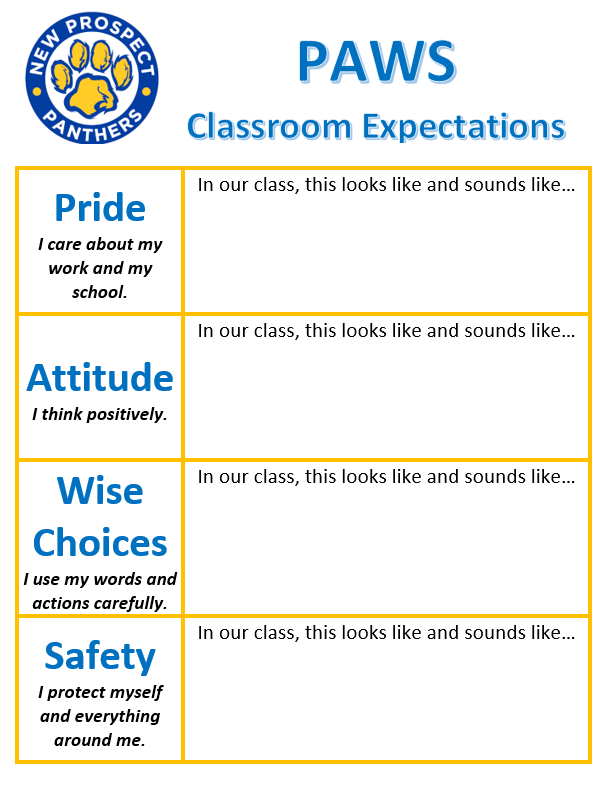 NEW PROSPECT
PANTHERS
PAWS
Classroom Expectations
Pride
I care about my
work and my
school.
In our class, this looks like and sounds like…
Attitude
I think positively.
In our class, this looks like and sounds like…
Wise
Choices
I use my words and
actions carefully.
In our class, this looks like and sounds like…
Safety
I protect myself
and everything
around me.
In our class, this looks like and sounds like…